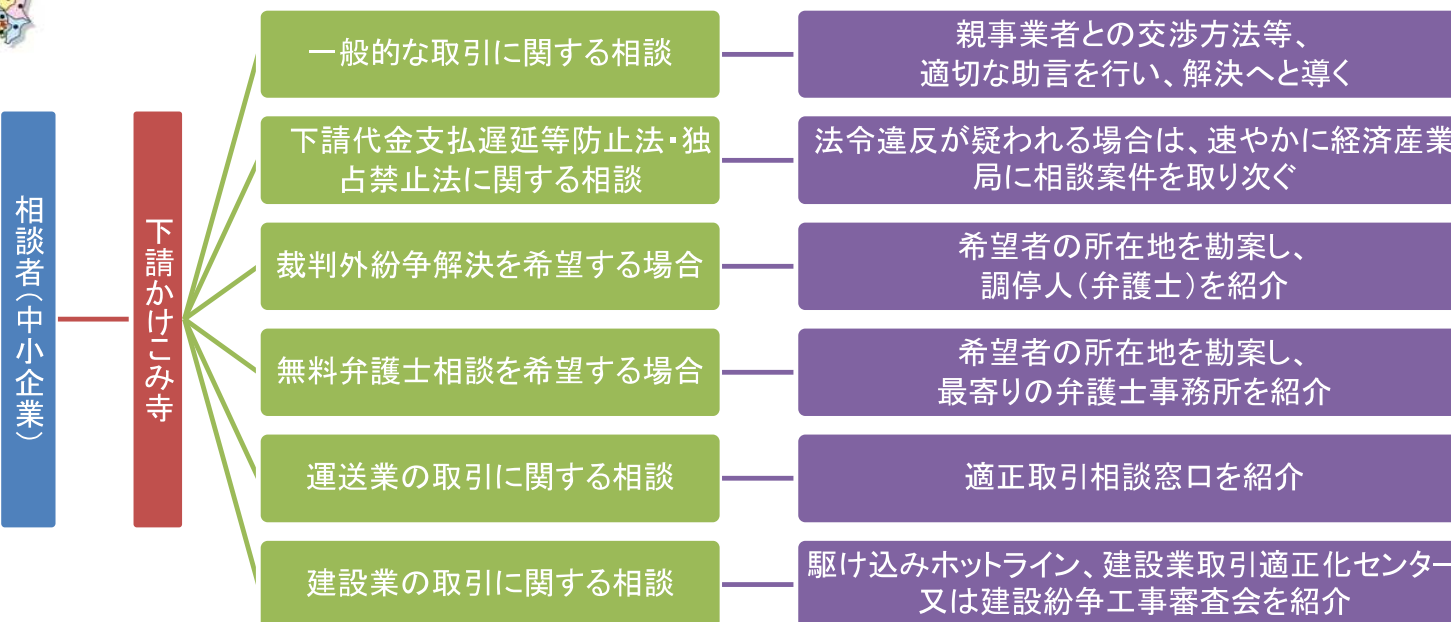 相談者（中小企業）
下請かけこみ寺
一般的な取引に関する相談
親事業者との交渉方法等、
適切な助言を行い、解決へと導く
下請代金支払遅延等防止法・独
占禁止法に関する相談
法令違反が疑われる場合は、速やかに経済産業
局に相談案件を取り次ぐ
裁判外紛争解決を希望する場合
希望者の所在地を勘案し、
調停人（弁護士）を紹介
無料弁護士相談を希望する場合
希望者の所在地を勘案し、
最寄りの弁護士事務所を紹介
運送業の取引に関する相談
適正取引相談窓口を紹介
建設業の取引に関する相談
駆け込みホットライン、建設業取引適正化センター
又は建設紛争工事審査会を紹介